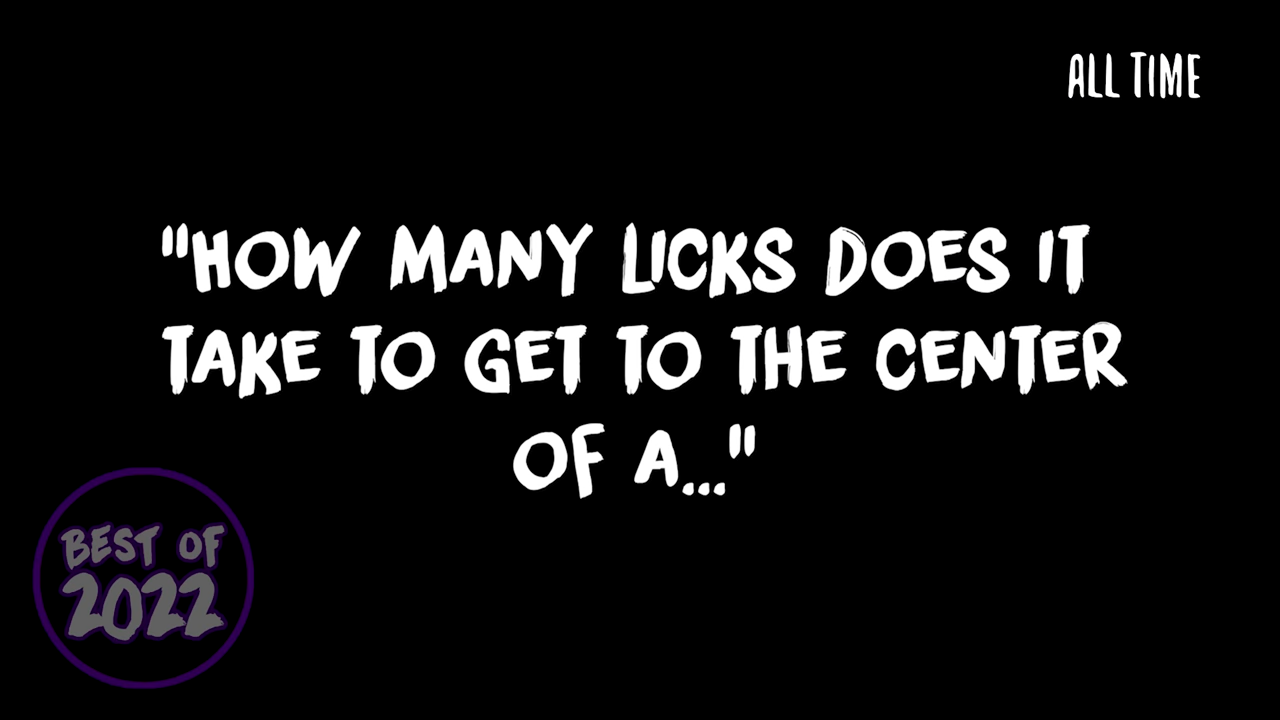 ALL TIME
"HOW MANY LICKS DOES IT
TAKE TO GET TO THE CENTER
OF A..."
BEST OF
2022